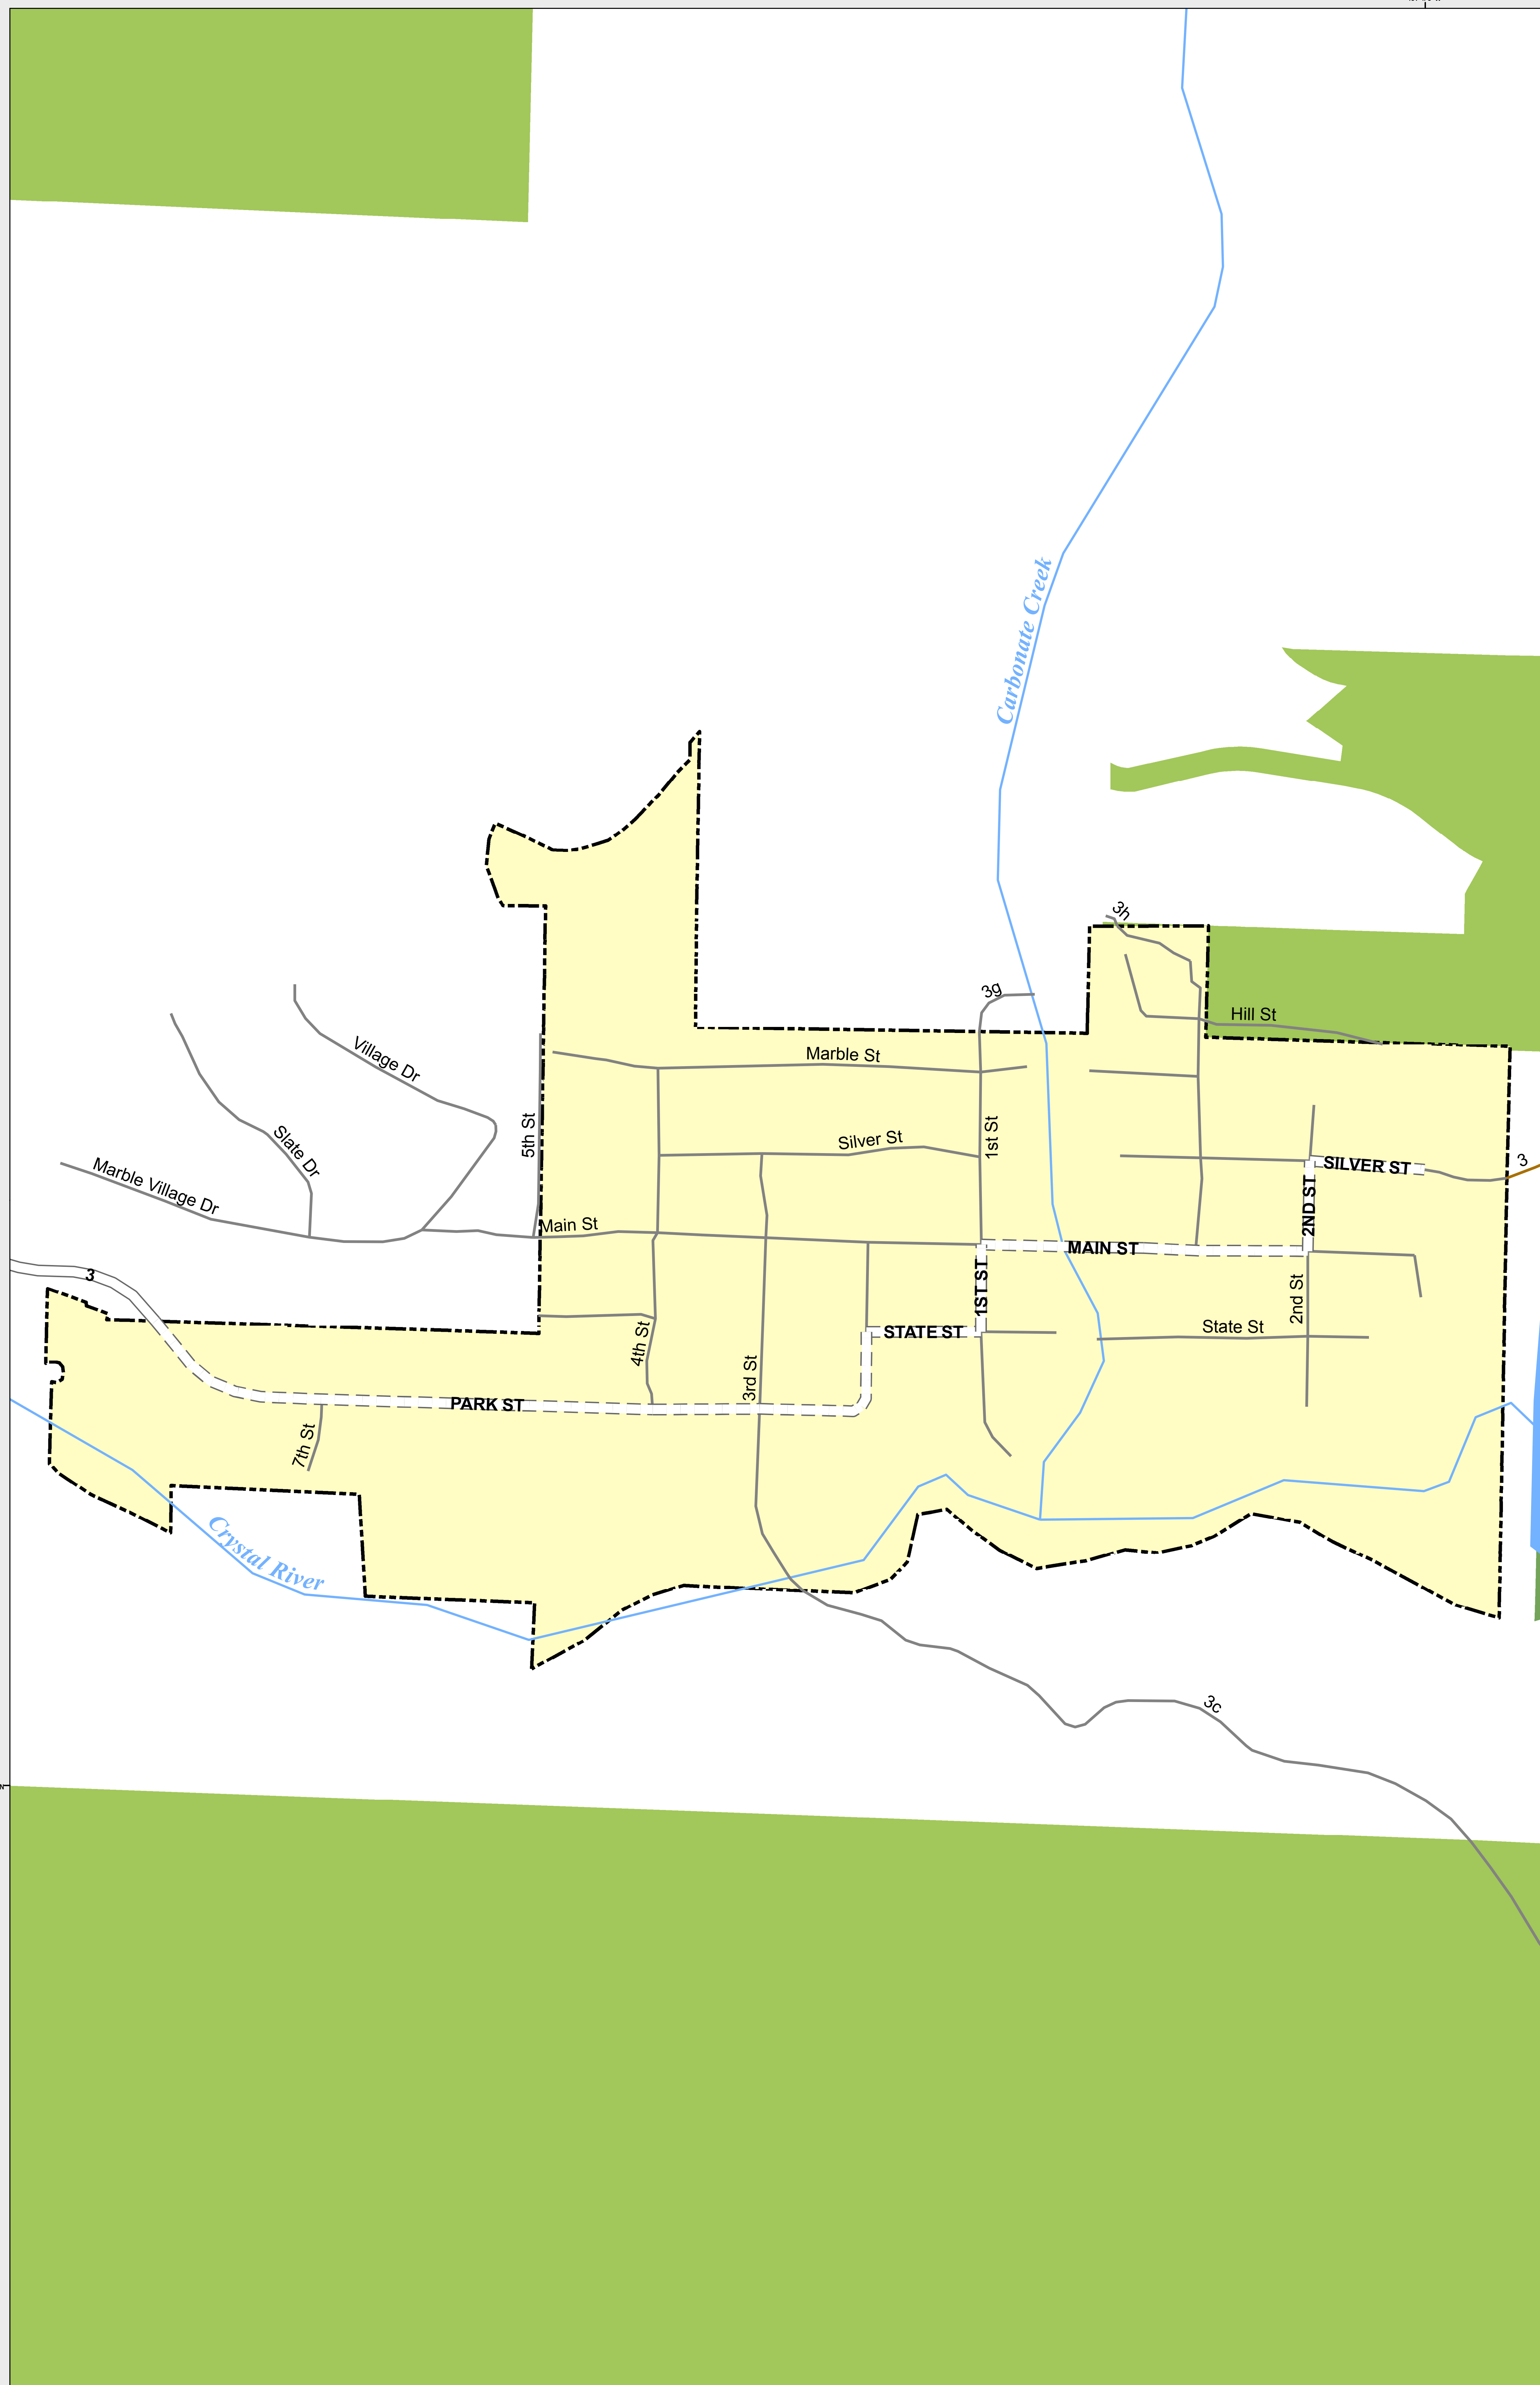 Carbonate Creek
3h
3g
Hill St
Village Dr
Marble St
5th St
Silver St
1st St
Slate Dr
SILVER ST
3
Marble Village Dr
2ND ST
Main St
MAIN ST
3
1ST ST
2nd St
STATE ST
State St
4th St
3rd St
PARK ST
7th St
Crystal River
3c